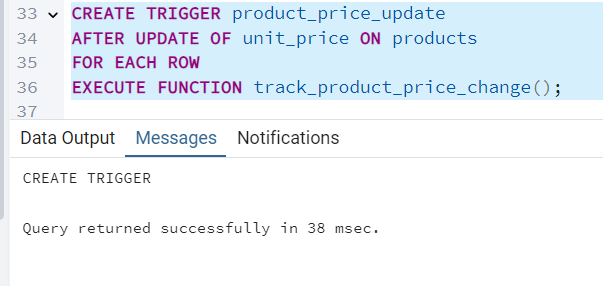 33 CREATE TRIGGER product_price_update
34 AFTER UPDATE OF unit_price ON products
35 FOR EACH ROW
36 EXECUTE FUNCTION track_product_price_change();
37
Data Output Messages Notifications
CREATE TRIGGER
Query returned successfully in 38 msec.